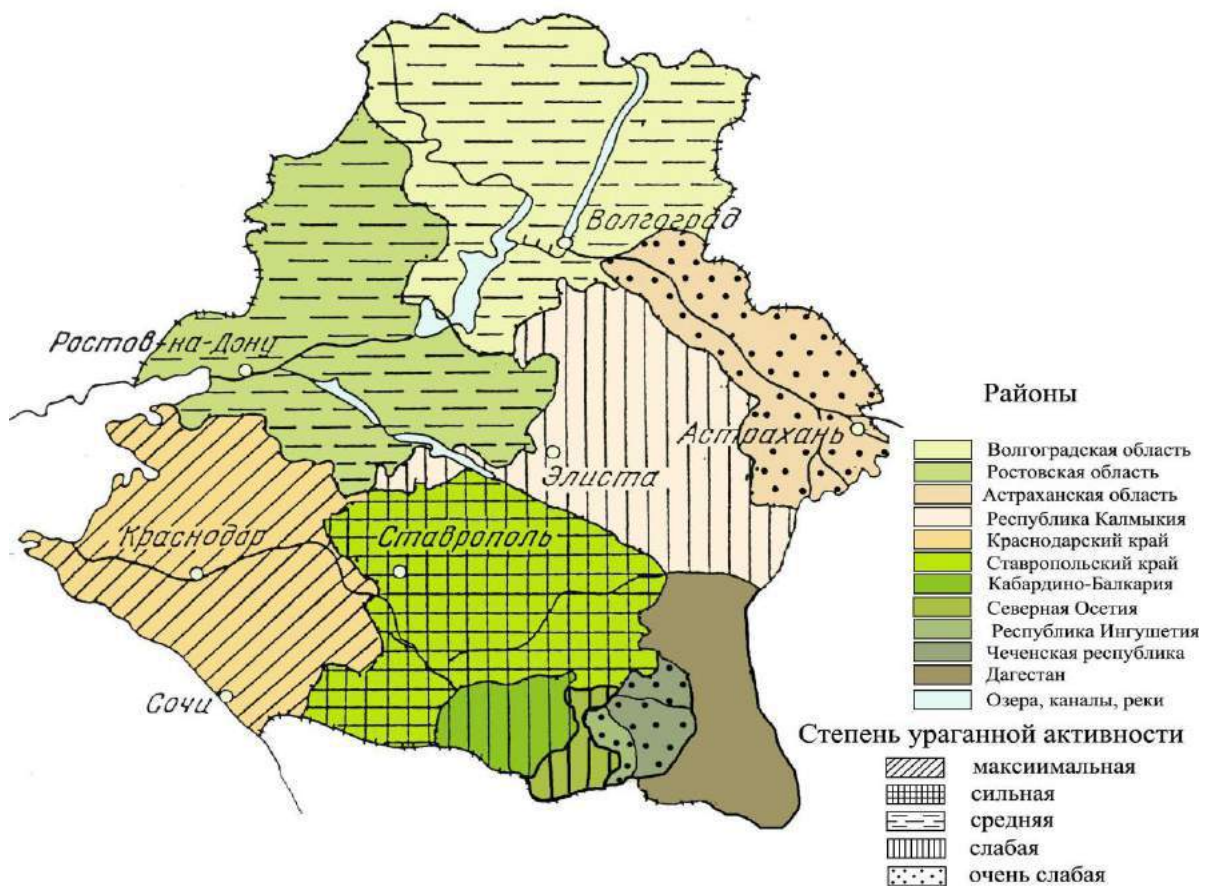 Волгоград
Ростов-на-Дону
Астрахань
Элиста
Краснодар
Ставрополь
Сочи
Районы
Волгоградская область
Ростовская область
Астраханская область
Республика Калмыкия
Краснодарский край
Ставропольский край
Кабардино-Балкария
Северная Осетия
Республика Ингушетия
Чеченская республика
Дагестан
Озера, каналы, реки
Степень ураганной активности
максиимальная
сильная
средняя
слабая
очень слабая